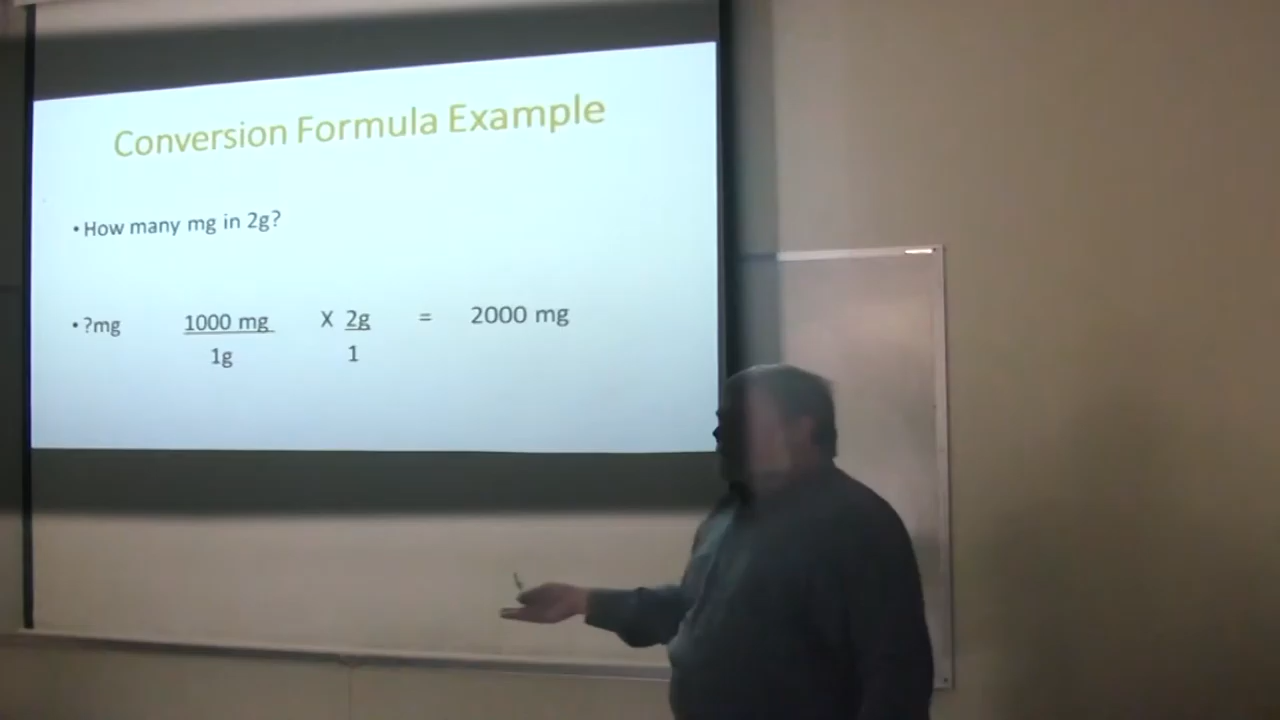 Conversion Formula Example
• How many mg in 2g?
• ?mg 1000 mg X 2g = 2000 mg
1g 1